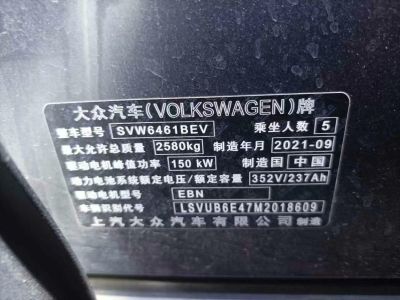 大众汽车(VOLKSWAGEN)牌
整车型号 SVW6461BEV 乘坐人数 5
最大允许总质量 2580kg 制造年月 2021-09
驱动电机峰值功率 150 kW 制造国 中国
动力电池系统额定电压/额定容量 352V/237Ah
驱动电机型号 EBN
车辆识别代号 LSVUB6E47M2018609
上汽大众汽车有限公司 制造